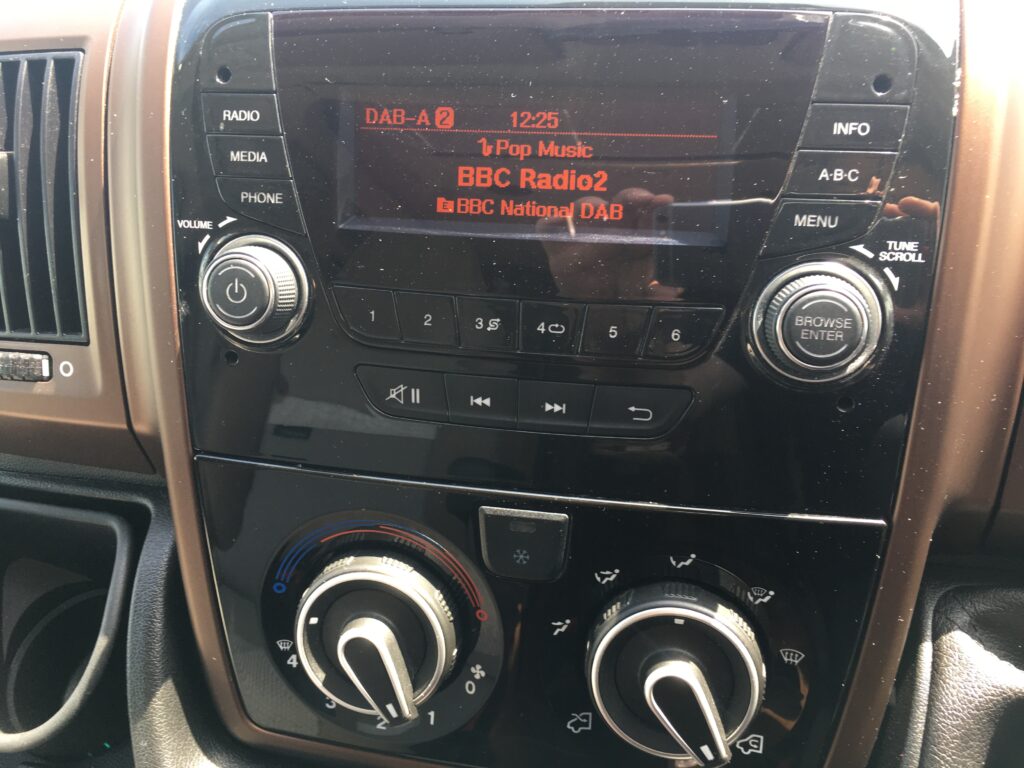 DAB-A 2 12:25
Pop Music
BBC Radio2
BBC National DAB
RADIO
MEDIA
PHONE
VOLUME
INFO
A·B·C
MENU
TUNE
SCROLL
BROWSE
ENTER
1 2 3 4 5 6
4
3
2
1
0